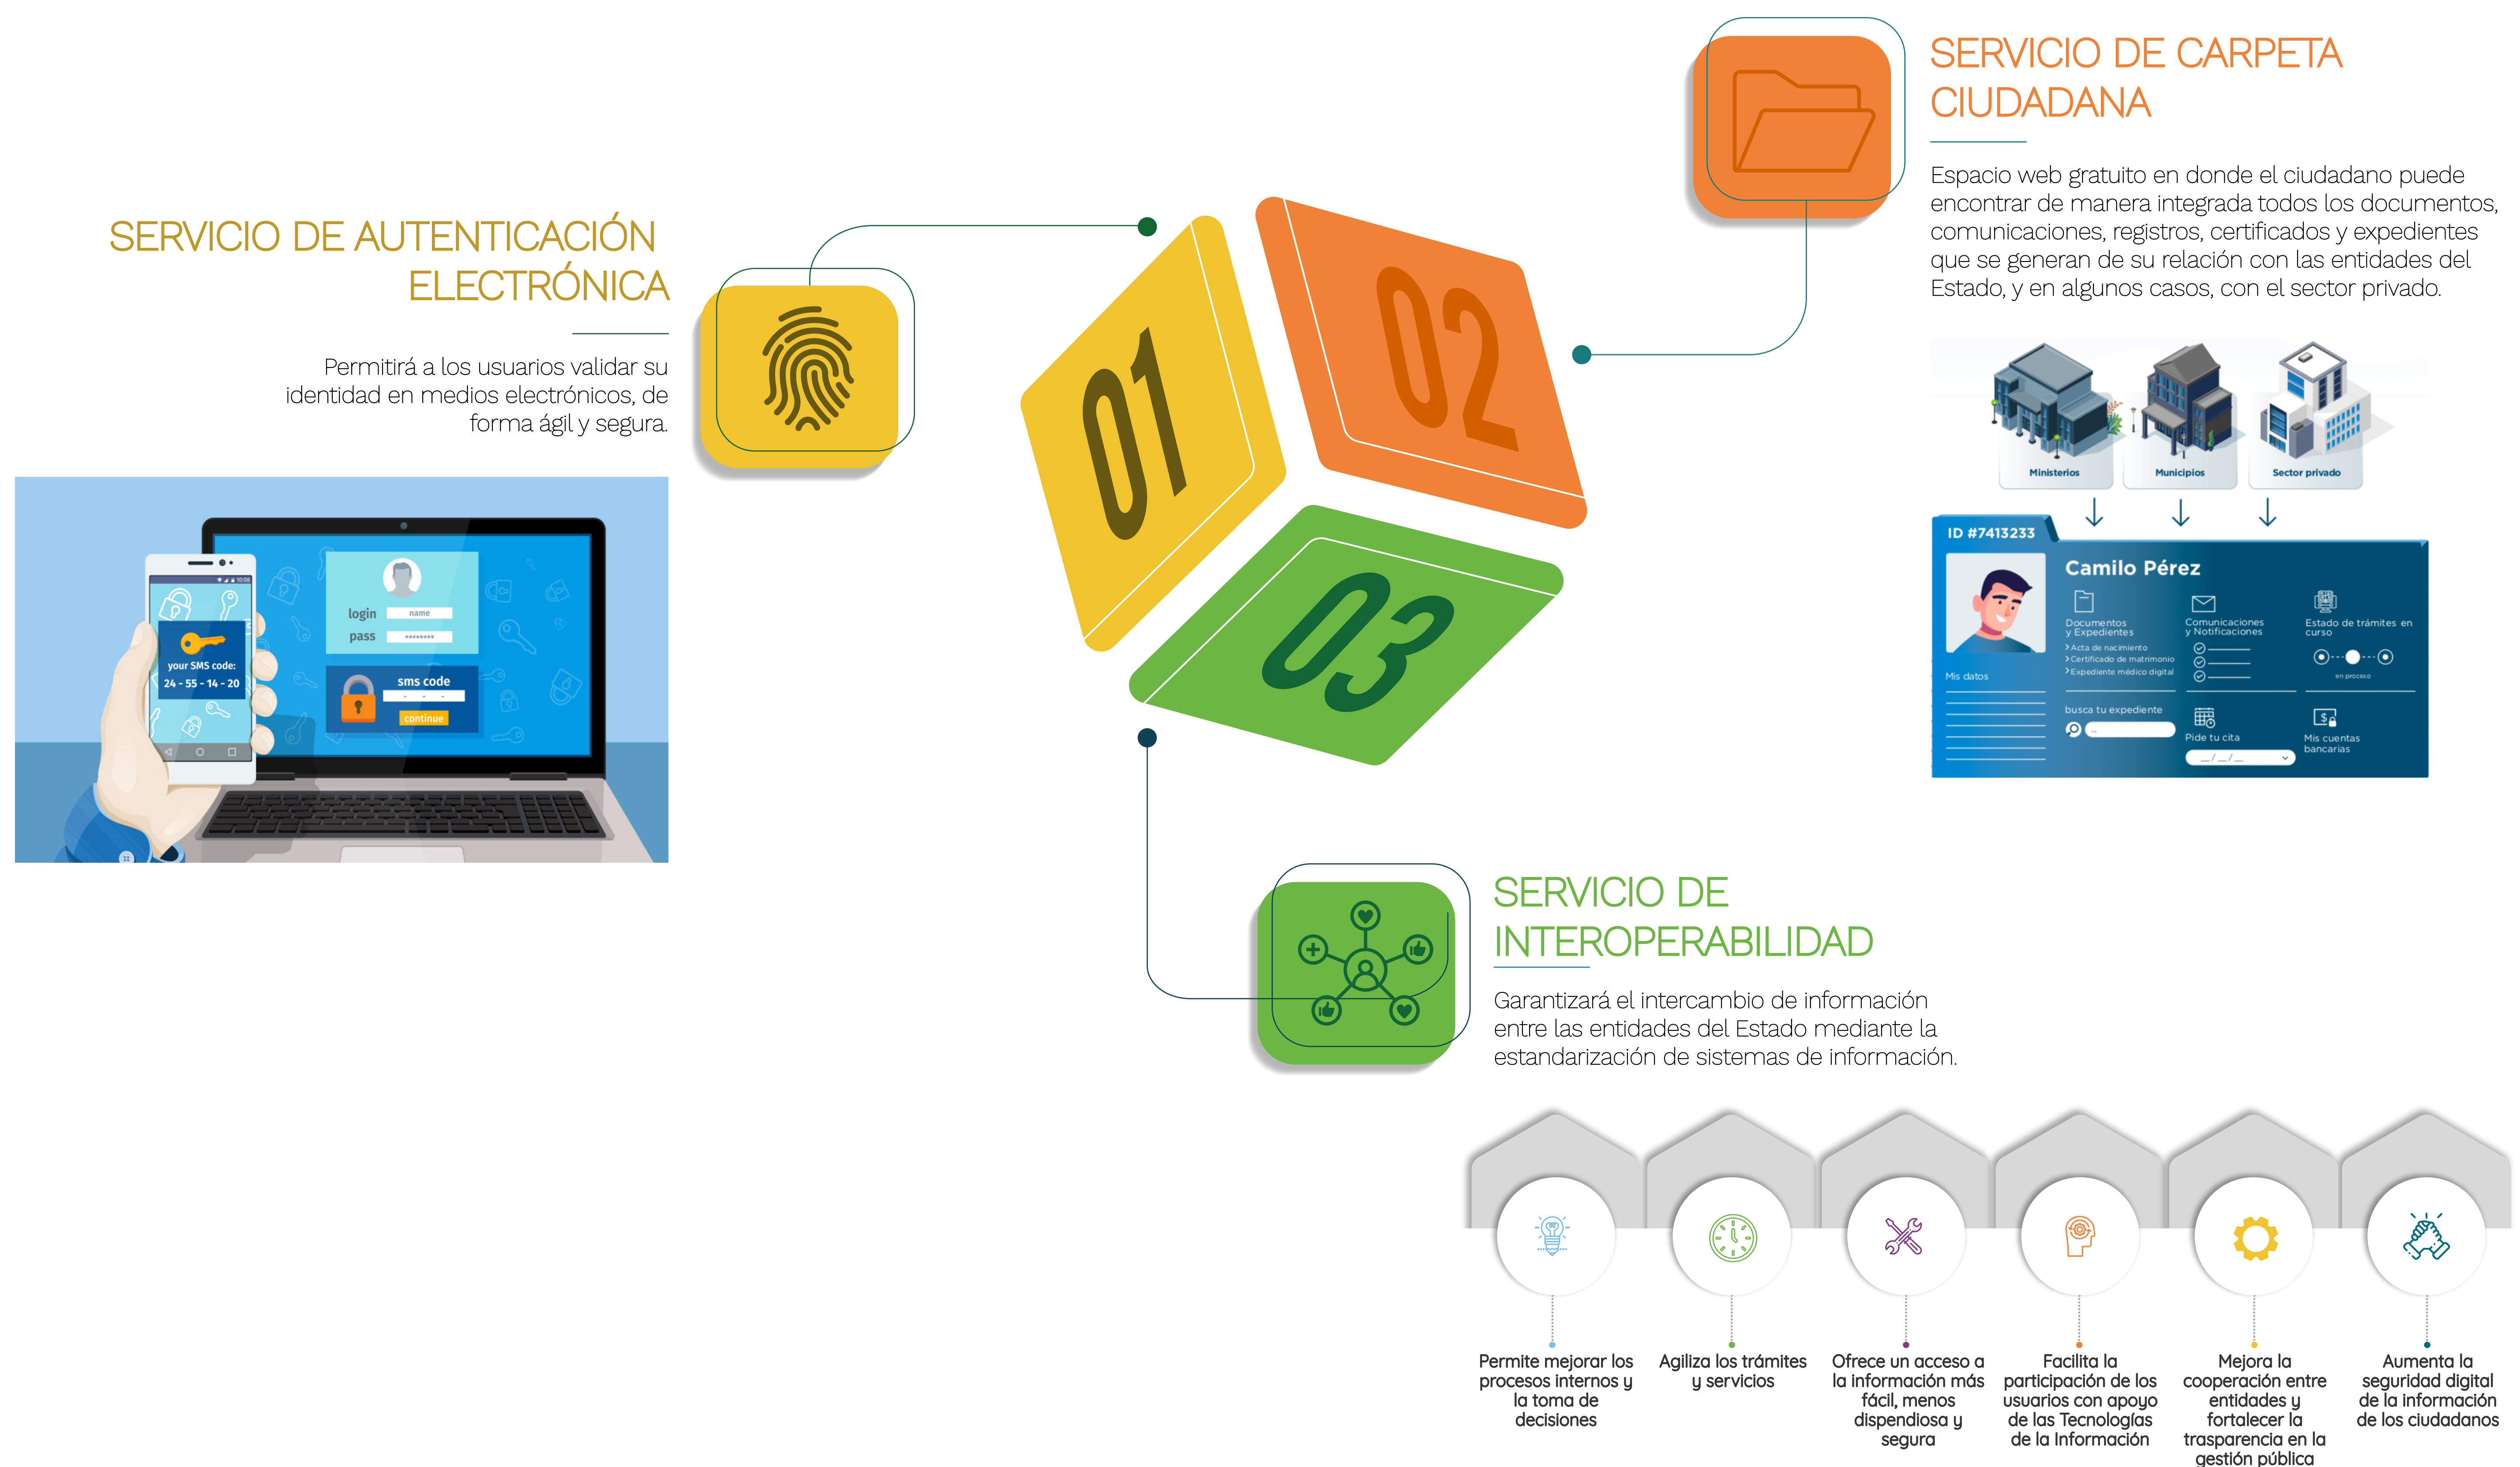 SERVICIO DE AUTENTICACIÓN
ELECTRÓNICA
Permitirá a los usuarios validar su
identidad en medios electrónicos, de
forma ágil y segura.
10:08
your SMS code:
24 - 55 - 14 - 20
login
name
pass
********
sms code
- - -
continue
01
02
03
SERVICIO DE CARPETA
CIUDADANA
Espacio web gratuito en donde el ciudadano puede
encontrar de manera integrada todos los documentos,
comunicaciones, registros, certificados y expedientes
que se generan de su relación con las entidades del
Estado, y en algunos casos, con el sector privado.
Ministerios
Municipios
Sector privado
ID #7413233
Camilo Pérez
Mis datos
Documentos
y Expedientes
> Acta de nacimiento
> Certificado de matrimonio
> Expediente médico digital
busca tu expediente
...
Comunicaciones
y Notificaciones
Pide tu cita
__/__/__
Estado de trámites en
curso
en proceso
$
Mis cuentas
bancarias
SERVICIO DE
INTEROPERABILIDAD
Garantizará el intercambio de información
entre las entidades del Estado mediante la
estandarización de sistemas de información.
Permite mejorar los
procesos internos y
la toma de
decisiones
Agiliza los trámites
y servicios
Ofrece un acceso a
la información más
fácil, menos
dispendiosa y
segura
Facilita la
participación de los
usuarios con apoyo
de las Tecnologías
de la Información
Mejora la
cooperación entre
entidades y
fortalecer la
trasparencia en la
gestión pública
Aumenta la
seguridad digital
de la información
de los ciudadanos